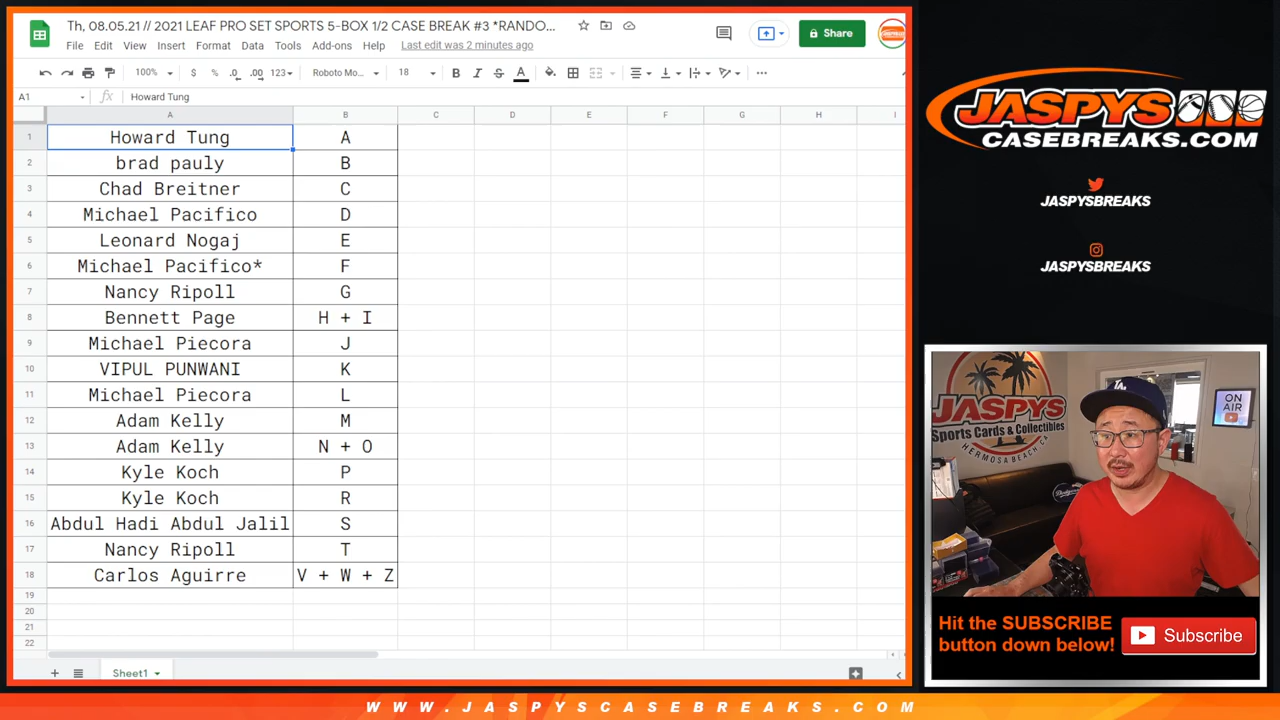 Th, 08.05.21 // 2021 LEAF PRO SET SPORTS 5-BOX 1/2 CASE BREAK #3 *RANDO...
File Edit View Insert Format Data Tools Add-ons Help Last edit was 2 minutes ago
Share
100% $ % .0 .00 123 Roboto Mo... 18 B I S A
A1 fx Howard Tung
A B C D E F G H I
1 Howard Tung A
2 brad pauly B
3 Chad Breitner C
4 Michael Pacifico D
5 Leonard Nogaj E
6 Michael Pacifico* F
7 Nancy Ripoll G
8 Bennett Page H + I
9 Michael Piecora J
10 VIPUL PUNWANI K
11 Michael Piecora L
12 Adam Kelly M
13 Adam Kelly N + O
14 Kyle Koch P
15 Kyle Koch R
16 Abdul Hadi Abdul Jalil S
17 Nancy Ripoll T
18 Carlos Aguirre V + W + Z
19
20
21
22
Sheet1
JASPYS
CASEBREAKS.COM
JASPYSBREAKS
JASPYSBREAKS
JASPYS
Sports Cards & Collectibles
HERMOSA BEACH CA
ON
AIR
Dodgers
LA
Hit the SUBSCRIBE
button down below!
Subscribe
WWW.JASPYSCASEBREAKS.COM